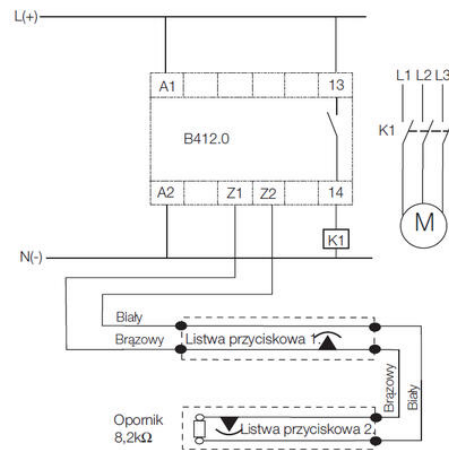 L(+)
A1
13
L1 L2 L3
B412.0
K1
A2
Z1
Z2
14
M
K1
N(-)
Biały
Brązowy
Listwa przyciskowa 1.
Brązowy
Biały
Opornik
8,2kΩ
Listwa przyciskowa 2.